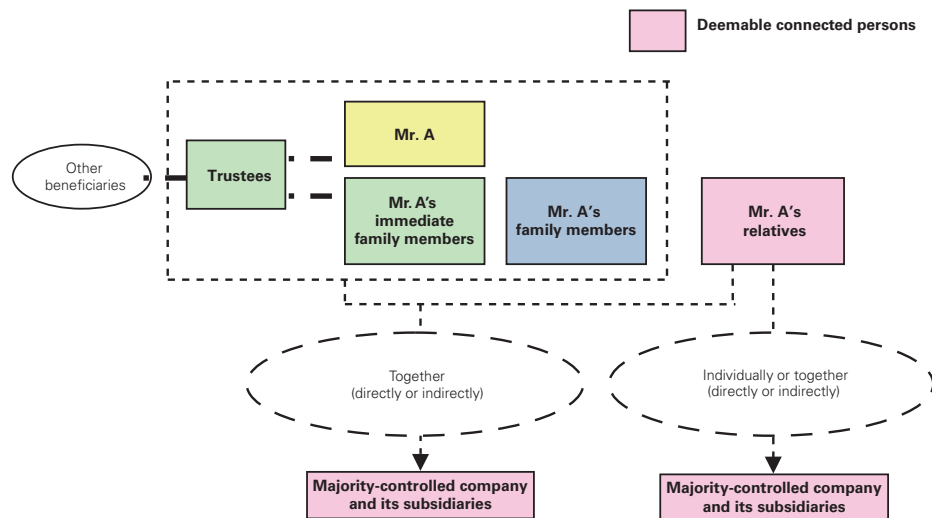 Deemable connected persons
Mr. A
Other
beneficiaries
Trustees
Mr. A's
immediate
family members
Mr. A's
family members
Mr. A's
relatives
Together
(directly or indirectly)
Individually or together
(directly or indirectly)
Majority-controlled company
and its subsidiaries
Majority-controlled company
and its subsidiaries